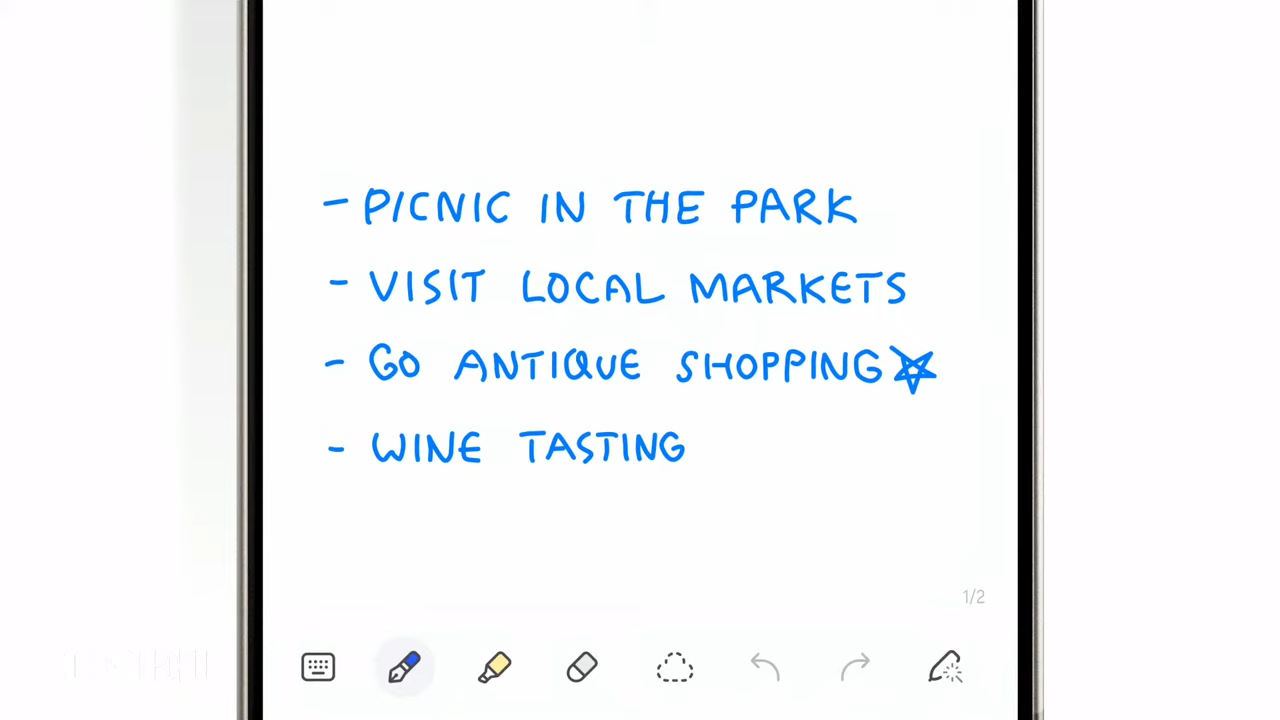 - PICNIC IN THE PARK
- VISIT LOCAL MARKETS
- GO ANTIQUE SHOPPING
- WINE TASTING
1/2